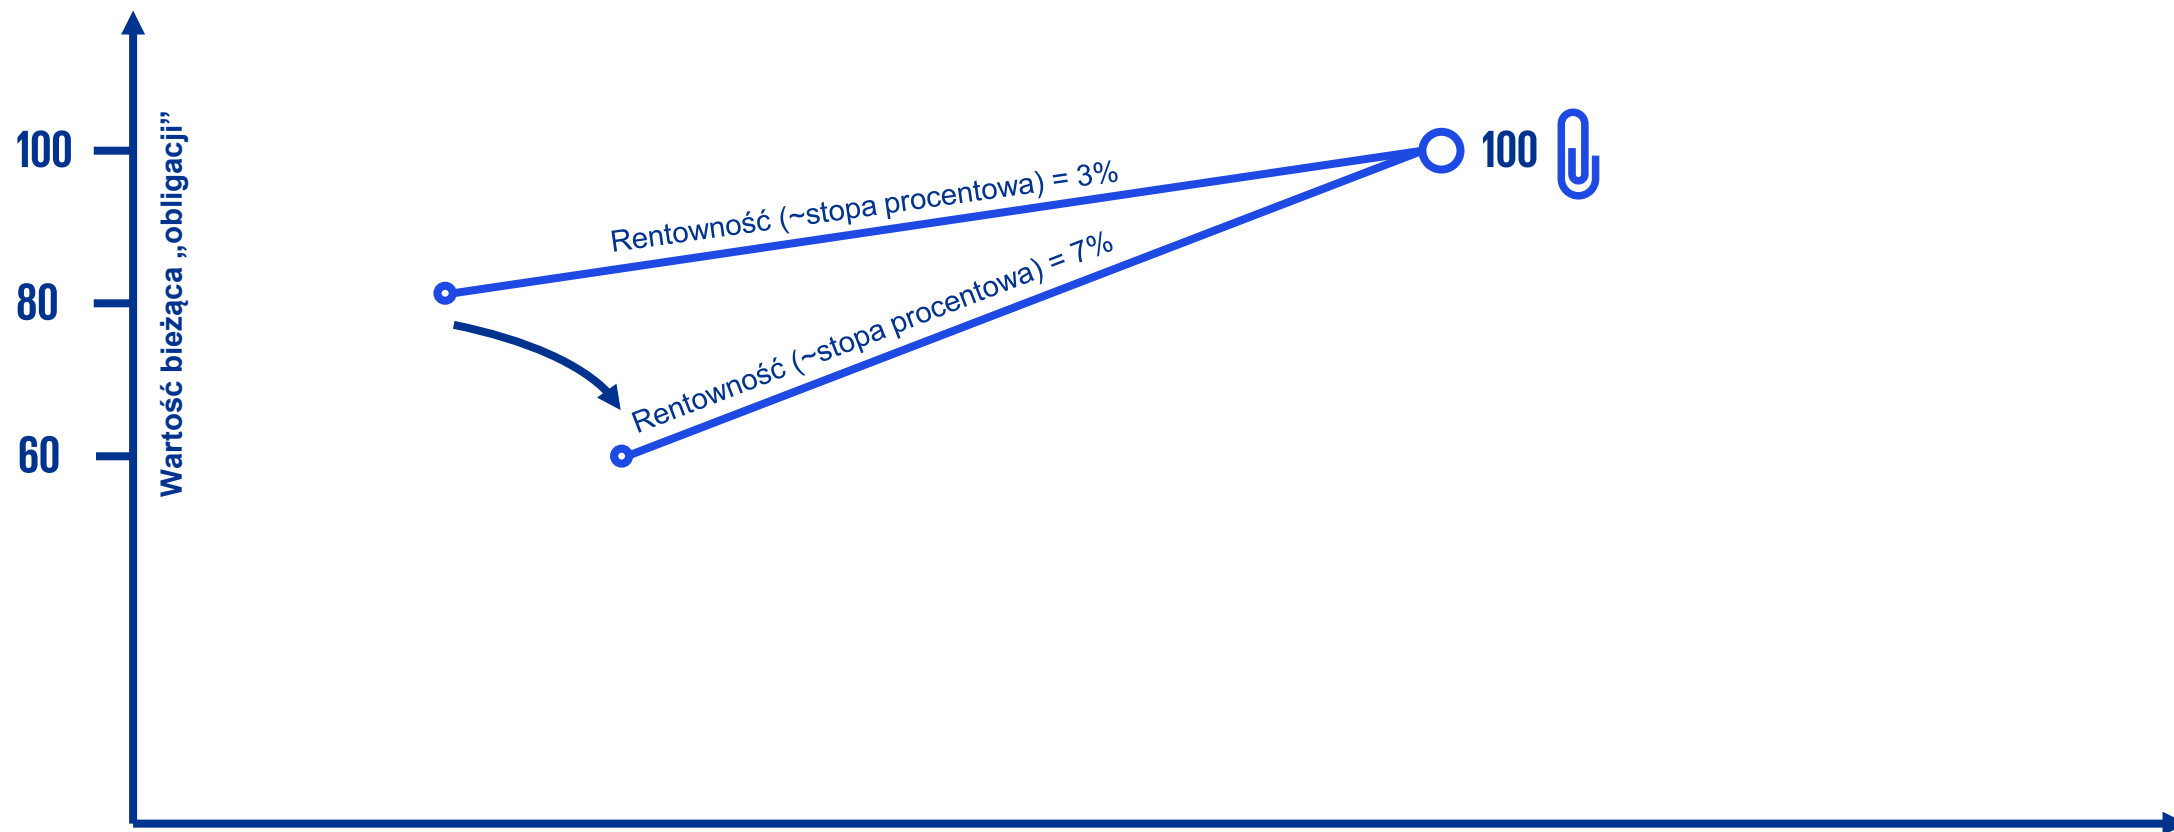 100
80
60
Wartość bieżąca „obligacji”
Rentowność (~stopa procentowa) = 3%
Rentowność (~stopa procentowa) = 7%
100